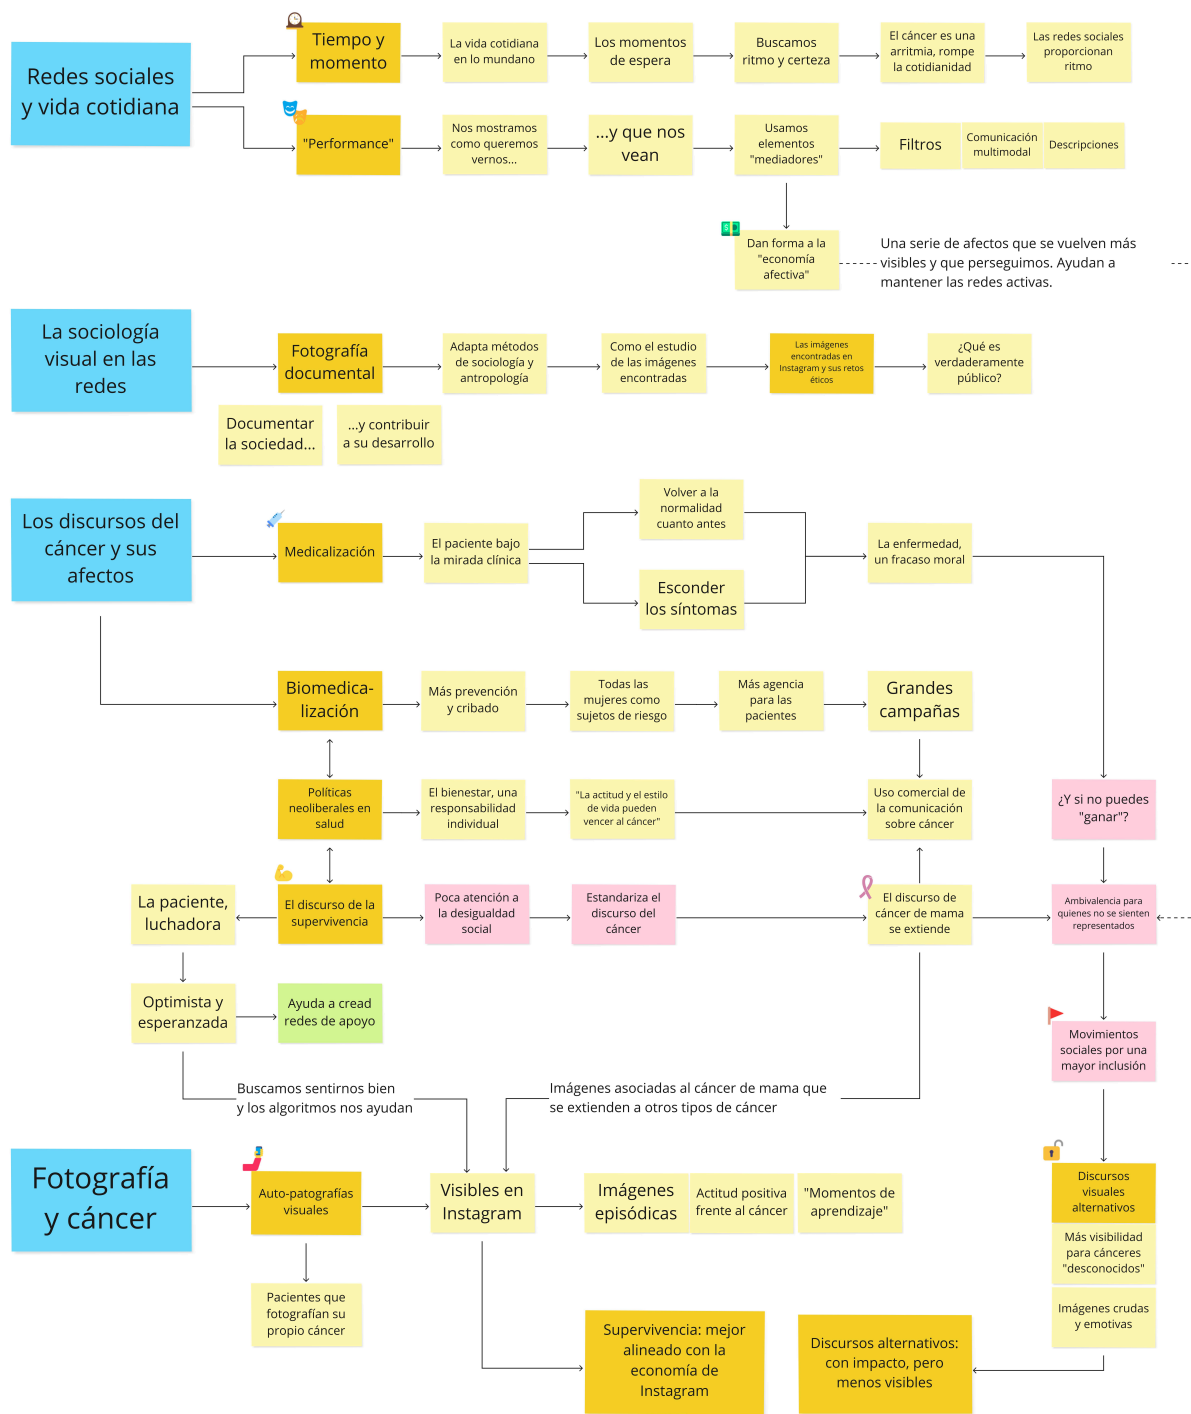 Redes sociales
y vida cotidiana
Tiempo y
momento
La vida cotidiana
en lo mundano
Los momentos
de espera
Buscamos
ritmo y certeza
El cáncer es una
arritmia, rompe
la cotidianidad
Las redes sociales
proporcionan
ritmo
"Performance"
Nos mostramos
como queremos
vernos...
...y que nos
vean
Usamos
elementos
"mediadores"
Filtros
Comunicación
multimodal
Descripciones
Dan forma a la
"economía
afectiva"
Una serie de afectos que se vuelven más
visibles y que perseguimos. Ayudan a
mantener las redes activas.
La sociología
visual en las
redes
Fotografía
documental
Adapta métodos
de sociología y
antropología
Como el estudio
de las imágenes
encontradas
Las imágenes
encontradas en
Instagram y sus retos
éticos
¿Qué es
verdaderamente
público?
Documentar
la sociedad...
...y contribuir
a su desarrollo
Los discursos del
cáncer y sus
afectos
Medicalización
El paciente bajo
la mirada clínica
Volver a la
normalidad
cuanto antes
Esconder
los síntomas
La enfermedad,
un fracaso moral
Biomedica-
lización
Más prevención
y cribado
Todas las
mujeres como
sujetos de riesgo
Más agencia
para las
pacientes
Grandes
campañas
Políticas
neoliberales en
salud
El bienestar, una
responsabilidad
individual
"La actitud y el estilo
de vida pueden
vencer al cáncer"
Uso comercial de
la comunicación
sobre cáncer
¿Y si no puedes
"ganar"?
La paciente,
luchadora
El discurso de la
supervivencia
Poca atención a
la desigualdad
social
Estandariza el
discurso del
cáncer
El discurso de
cáncer de mama
se extiende
Ambivalencia para
quienes no se sienten
representados
Optimista y
esperanzada
Ayuda a cread
redes de apoyo
Movimientos
sociales por una
mayor inclusión
Buscamos sentirnos bien
y los algoritmos nos ayudan
Imágenes asociadas al cáncer de mama que
se extienden a otros tipos de cáncer
Fotografía
y cáncer
Auto-patografías
visuales
Visibles en
Instagram
Imágenes
episódicas
Actitud positiva
frente al cáncer
"Momentos de
aprendizaje"
Discursos
visuales
alternativos
Más visibilidad
para cánceres
"desconocidos"
Imágenes crudas
y emotivas
Pacientes que
fotografían su
propio cáncer
Supervivencia: mejor
alineado con la
economía de
Instagram
Discursos alternativos:
con impacto, pero
menos visibles